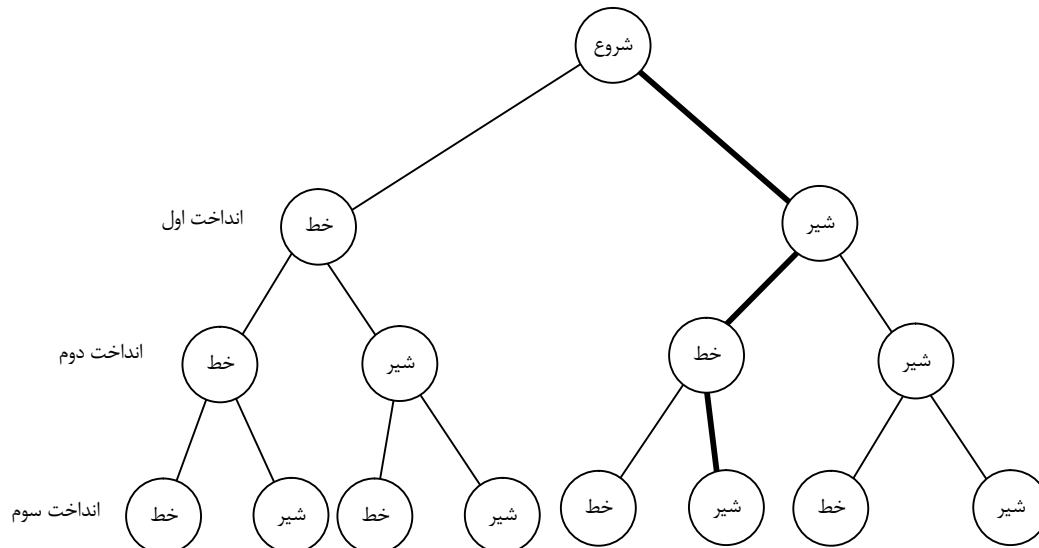 شروع
انداخت اول
شیر
خط
انداخت دوم
شیر
خط
شیر
خط
انداخت سوم
شیر
خط
شیر
خط
شیر
خط
شیر
خط